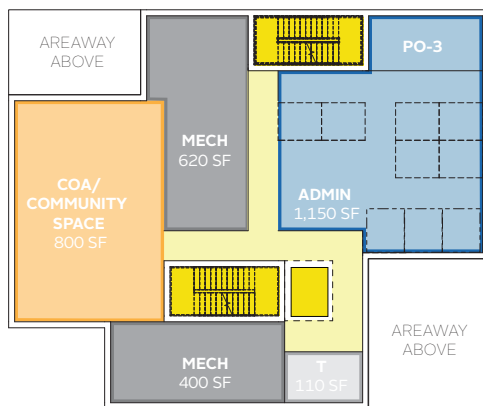 AREAWAY
ABOVE
PO-3
MECH
620 SF
COA/
COMMUNITY
SPACE
800 SF
ADMIN
1,150 SF
MECH
400 SF
T
110 SF
AREAWAY
ABOVE